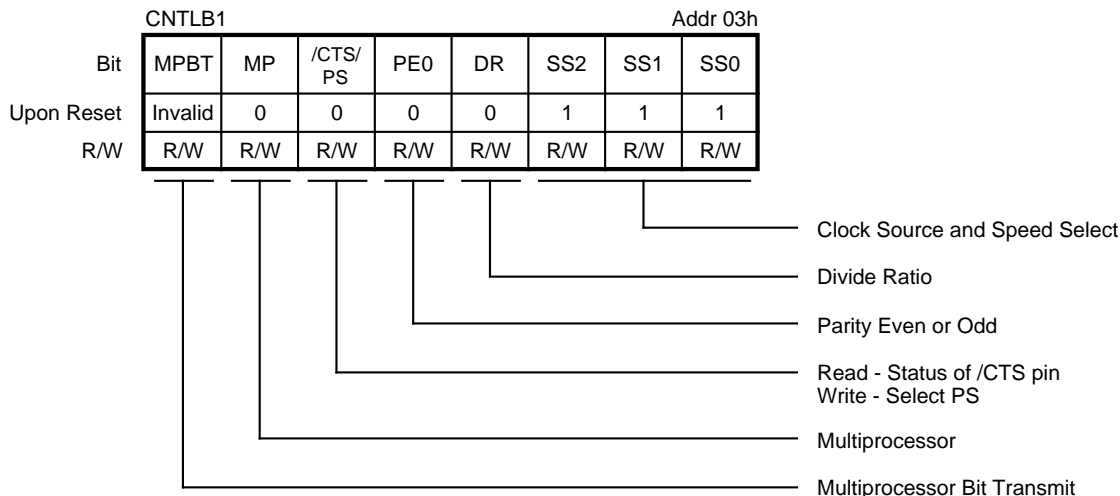 CNTLB1 Addr 03h
Bit MPBT MP /CTS/ PS PE0 DR SS2 SS1 SS0
Upon Reset Invalid 0 0 0 0 1 1 1
R/W R/W R/W R/W R/W R/W R/W R/W R/W
Clock Source and Speed Select
Divide Ratio
Parity Even or Odd
Read - Status of /CTS pin
Write - Select PS
Multiprocessor
Multiprocessor Bit Transmit